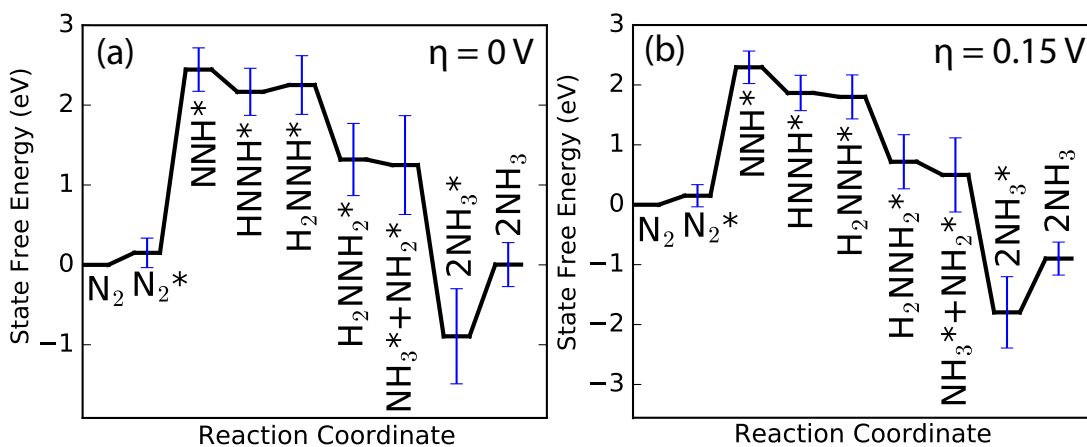 (a)
η = 0 V
State Free Energy (eV)
3
2
1
0
−1
N₂
N₂*
NNH*
HNNH*
H₂NNH*
H₂NNH₂*
NH₃*+NH₂*
2NH₃*
2NH₃
Reaction Coordinate
(b)
η = 0.15 V
State Free Energy (eV)
3
2
1
0
−1
−2
−3
N₂
N₂*
NNH*
HNNH*
H₂NNH*
H₂NNH₂*
NH₃*+NH₂*
2NH₃*
2NH₃
Reaction Coordinate